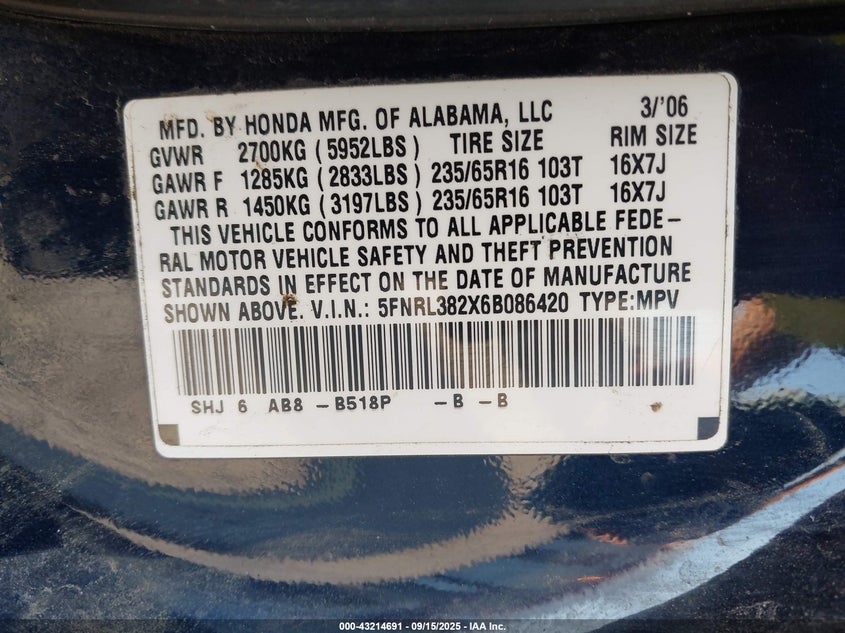 MFD. BY HONDA MFG. OF ALABAMA, LLC 3/'06
GVWR 2700KG (5952LBS) TIRE SIZE RIM SIZE
GAWR F 1285KG (2833LBS) 235/65R16 103T 16X7J
GAWR R 1450KG (3197LBS) 235/65R16 103T 16X7J
THIS VEHICLE CONFORMS TO ALL APPLICABLE FEDE-
RAL MOTOR VEHICLE SAFETY AND THEFT PREVENTION
STANDARDS IN EFFECT ON THE DATE OF MANUFACTURE
SHOWN ABOVE. V.I.N.: 5FNRL382X6B086420 TYPE:MPV
SHJ 6 AB8 -B518P -B -B
000-43214691 | 09/15/2025 | IAA Inc.